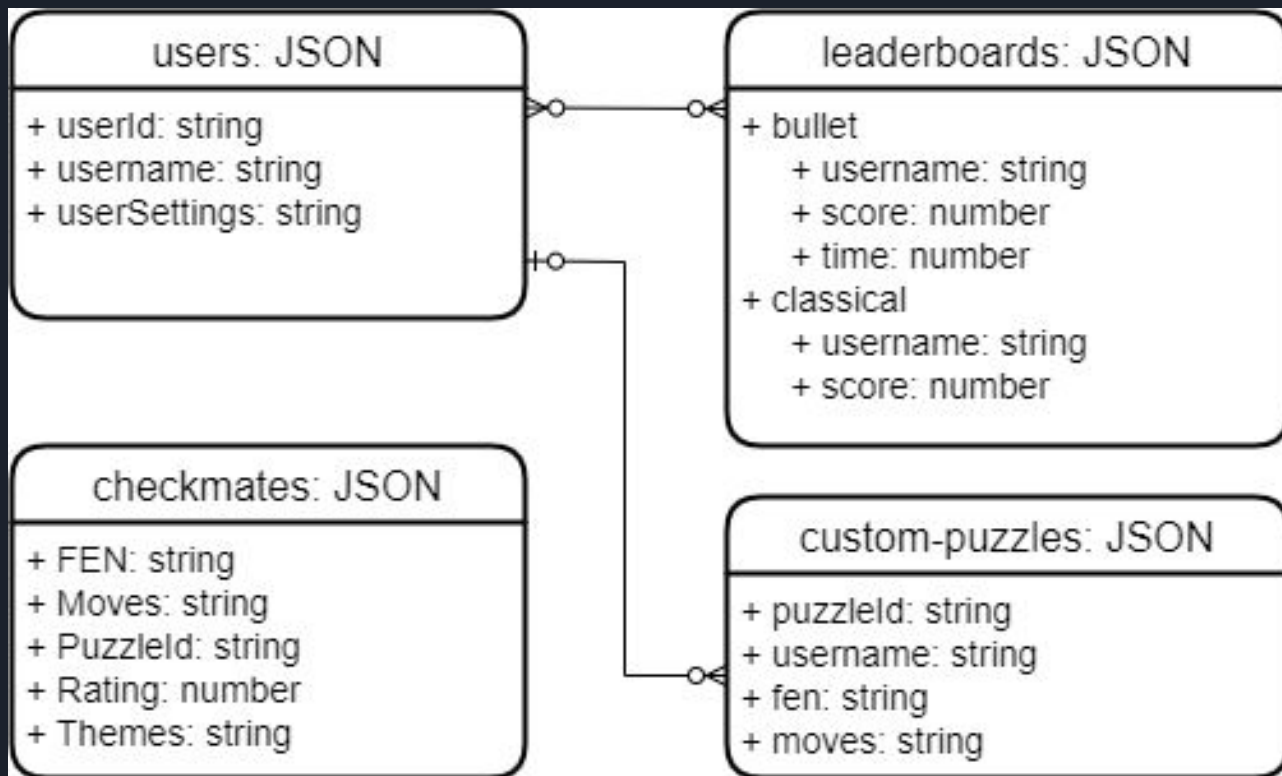 users: JSON
+ userId: string
+ username: string
+ userSettings: string
leaderboards: JSON
+ bullet
+ username: string
+ score: number
+ time: number
+ classical
+ username: string
+ score: number
checkmates: JSON
+ FEN: string
+ Moves: string
+ PuzzleId: string
+ Rating: number
+ Themes: string
custom-puzzles: JSON
+ puzzleId: string
+ username: string
+ fen: string
+ moves: string